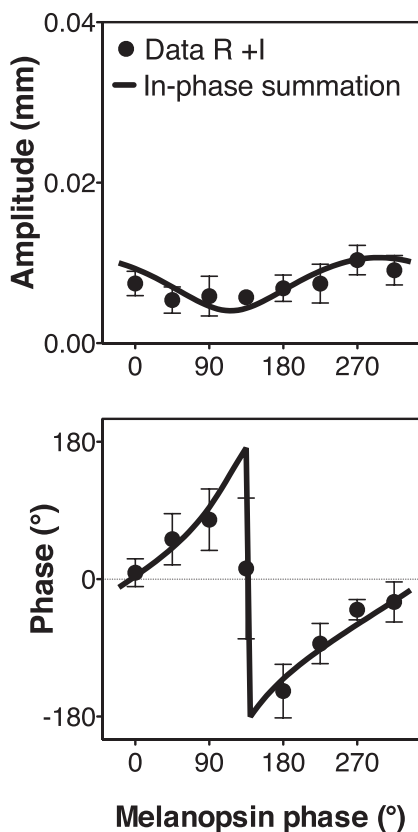 0.04
Data R +I
In-phase summation
Amplitude (mm)
0.02
0.00
0 90 180 270
180
Phase (°)
0
-180
0 90 180 270
Melanopsin phase (°)